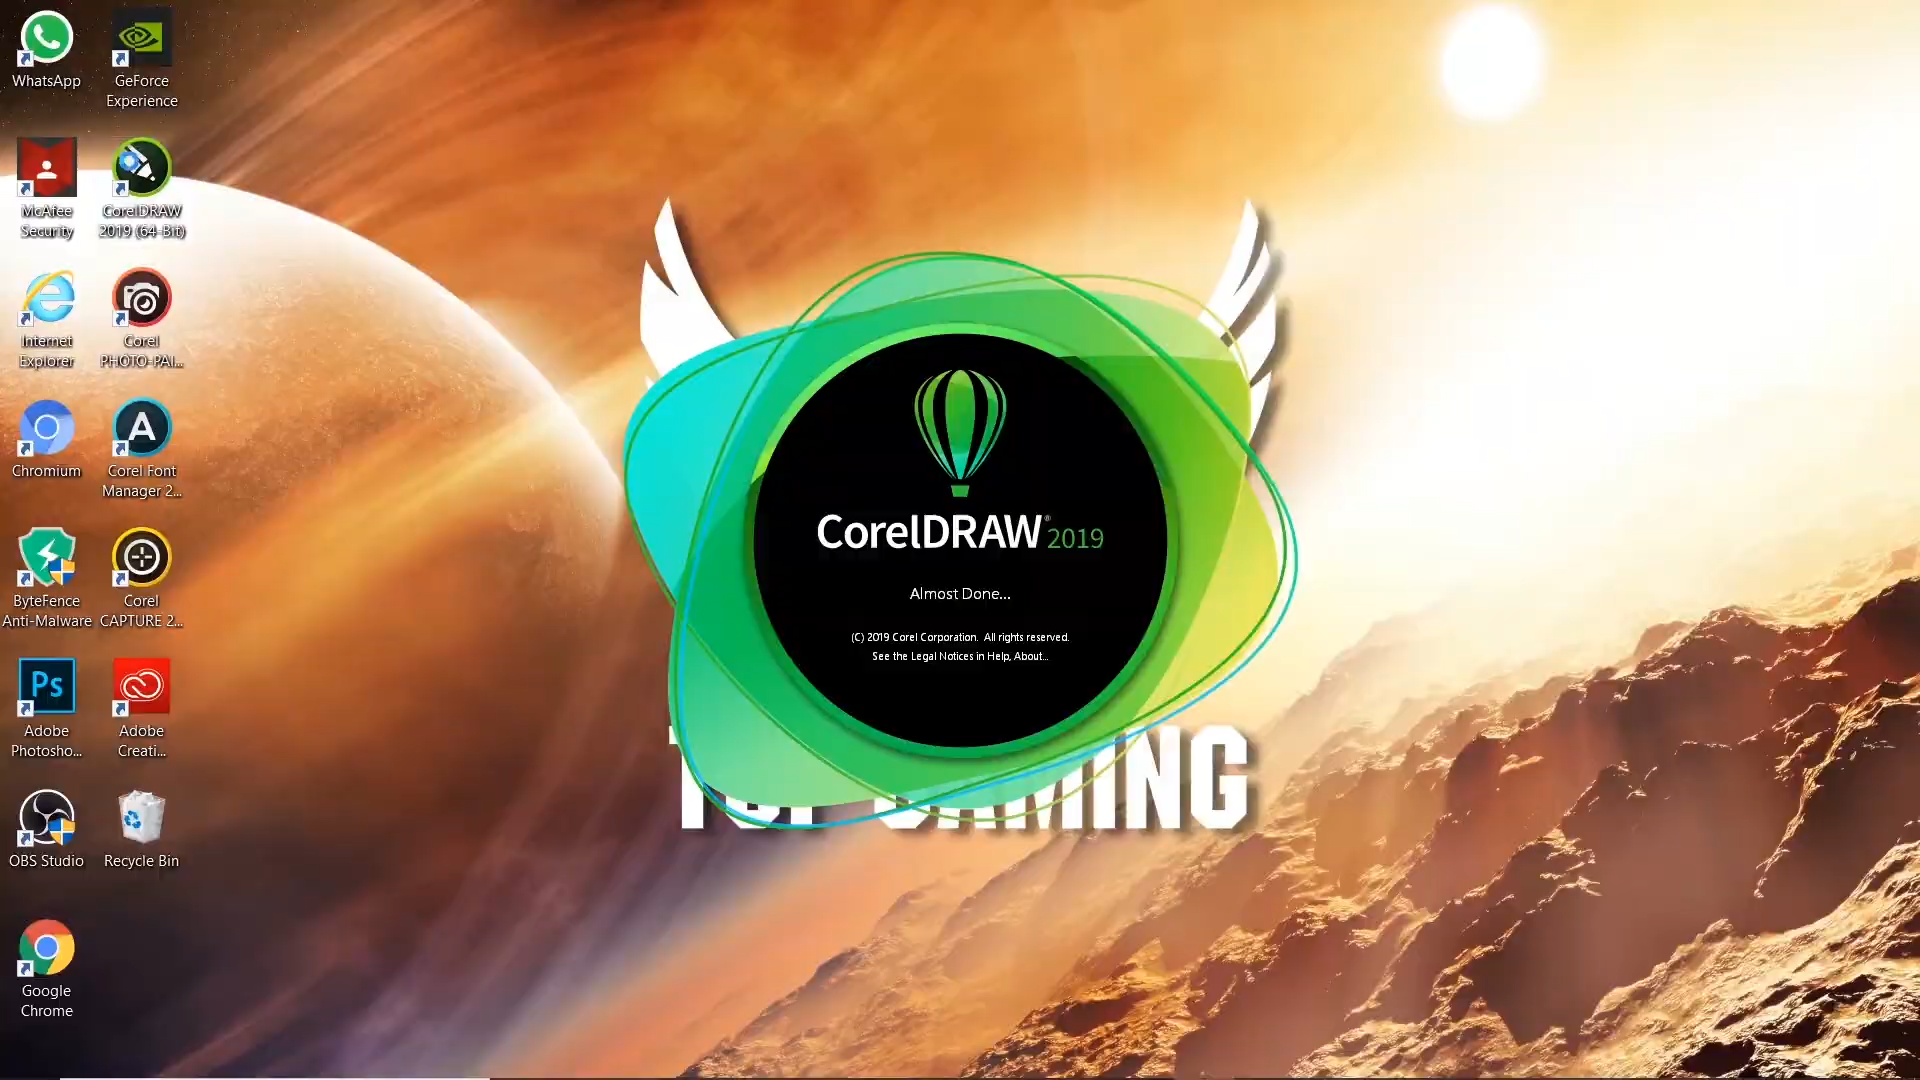 WhatsApp
GeForce
Experience
McAfee
Security
CorelDRAW
2019 (64-Bit)
Internet
Explorer
Corel
PHOTO-PAI...
Chromium
Corel Font
Manager 2...
ByteFence
Anti-Malware
Corel
CAPTURE 2...
Ps
Adobe
Photosho...
Adobe
Creati...
OBS Studio
Recycle Bin
Google
Chrome
CorelDRAW® 2019
Almost Done...
(C) 2019 Corel Corporation. All rights reserved.
See the Legal Notices in Help, About...
GAMING